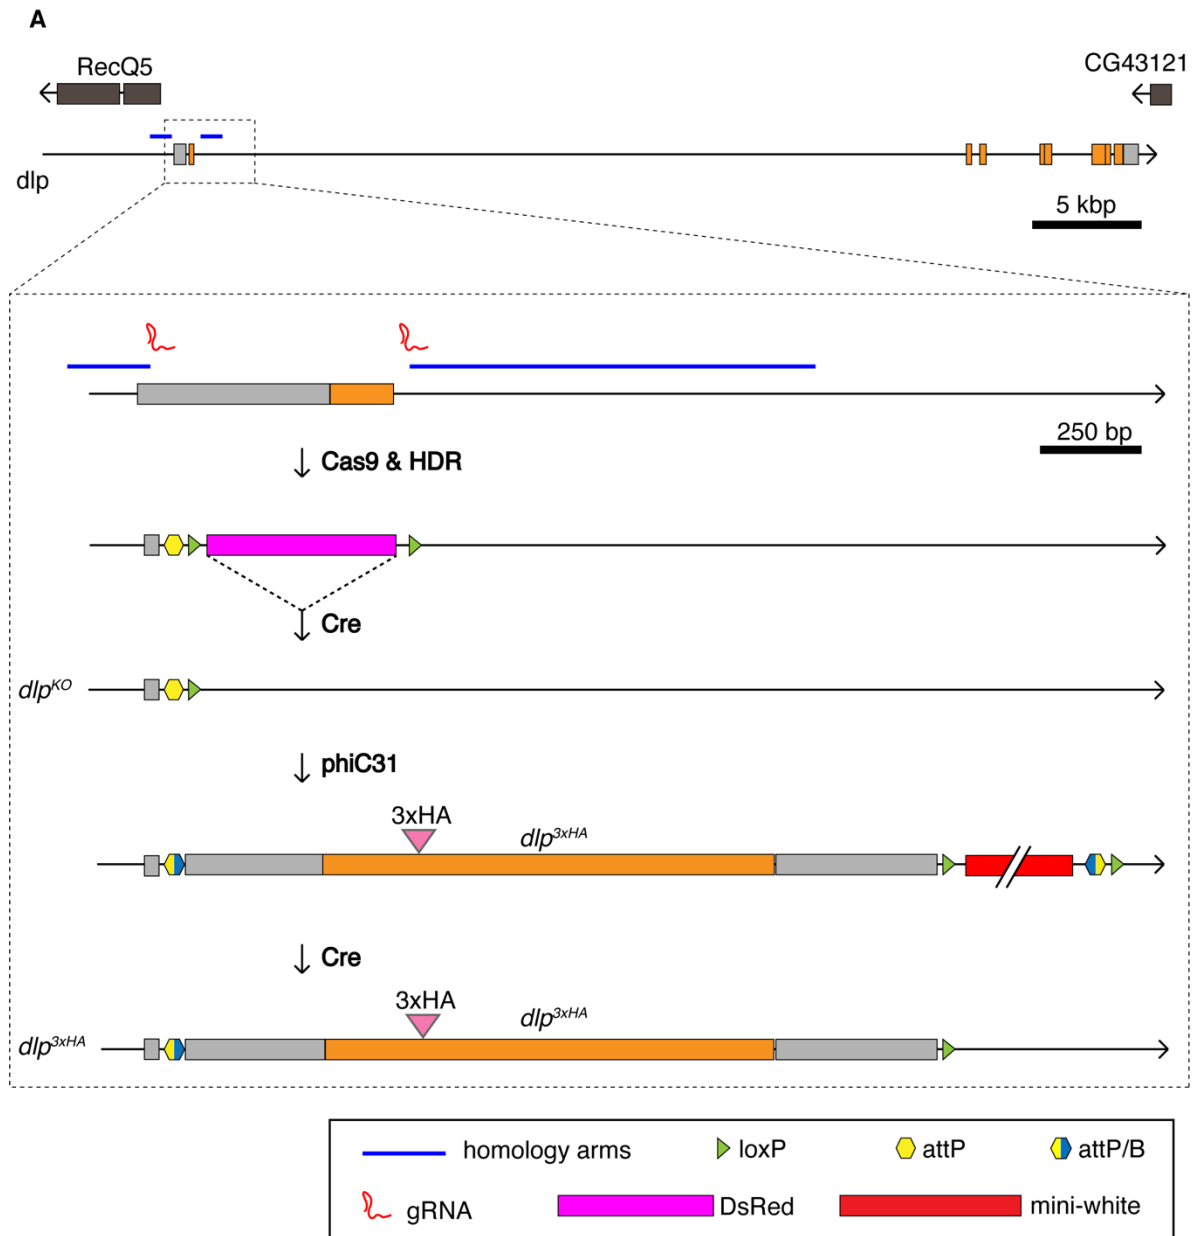 A
RecQ5
CG43121
dlp
5 kbp
250 bp
Cas9 & HDR
Cre
dlpKO
phiC31
3xHA
dlp3xHA
Cre
3xHA
dlp3xHA
dlp3xHA
homology arms
loxP
attP
attP/B
gRNA
DsRed
mini-white